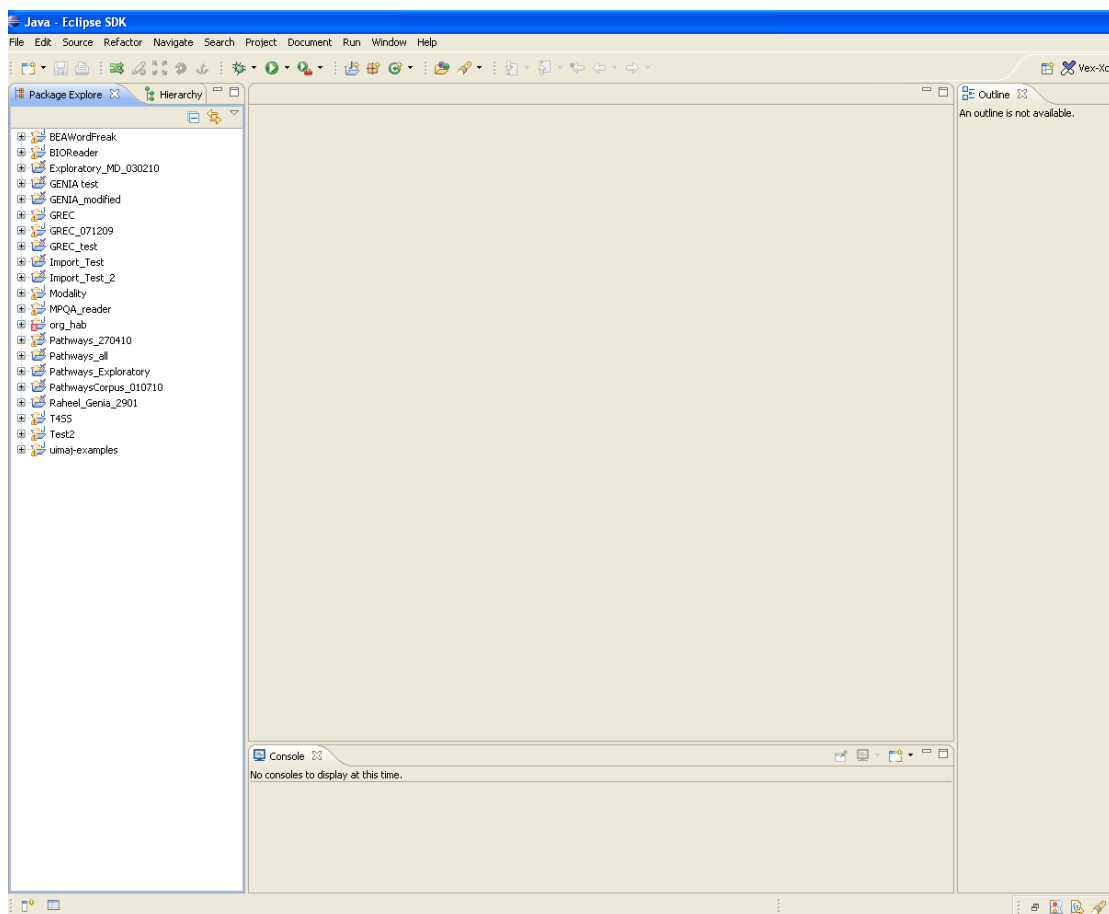 Java - Eclipse SDK
File Edit Source Refactor Navigate Search Project Document Run Window Help
Vex-Xc
Package Explore
Hierarchy
BEAWordFreak
BIOReader
Exploratory_MD_030210
GENIA test
GENIA_modified
GREC
GREC_071209
GREC_test
Import_Test
Import_Test_2
Modality
MPQA_reader
org_hab
Pathways_270410
Pathways_all
Pathways_Exploratory
PathwaysCorpus_010710
Raheel_Genia_2901
T4SS
Test2
uimaj-examples
Outline
An outline is not available.
Console
No consoles to display at this time.